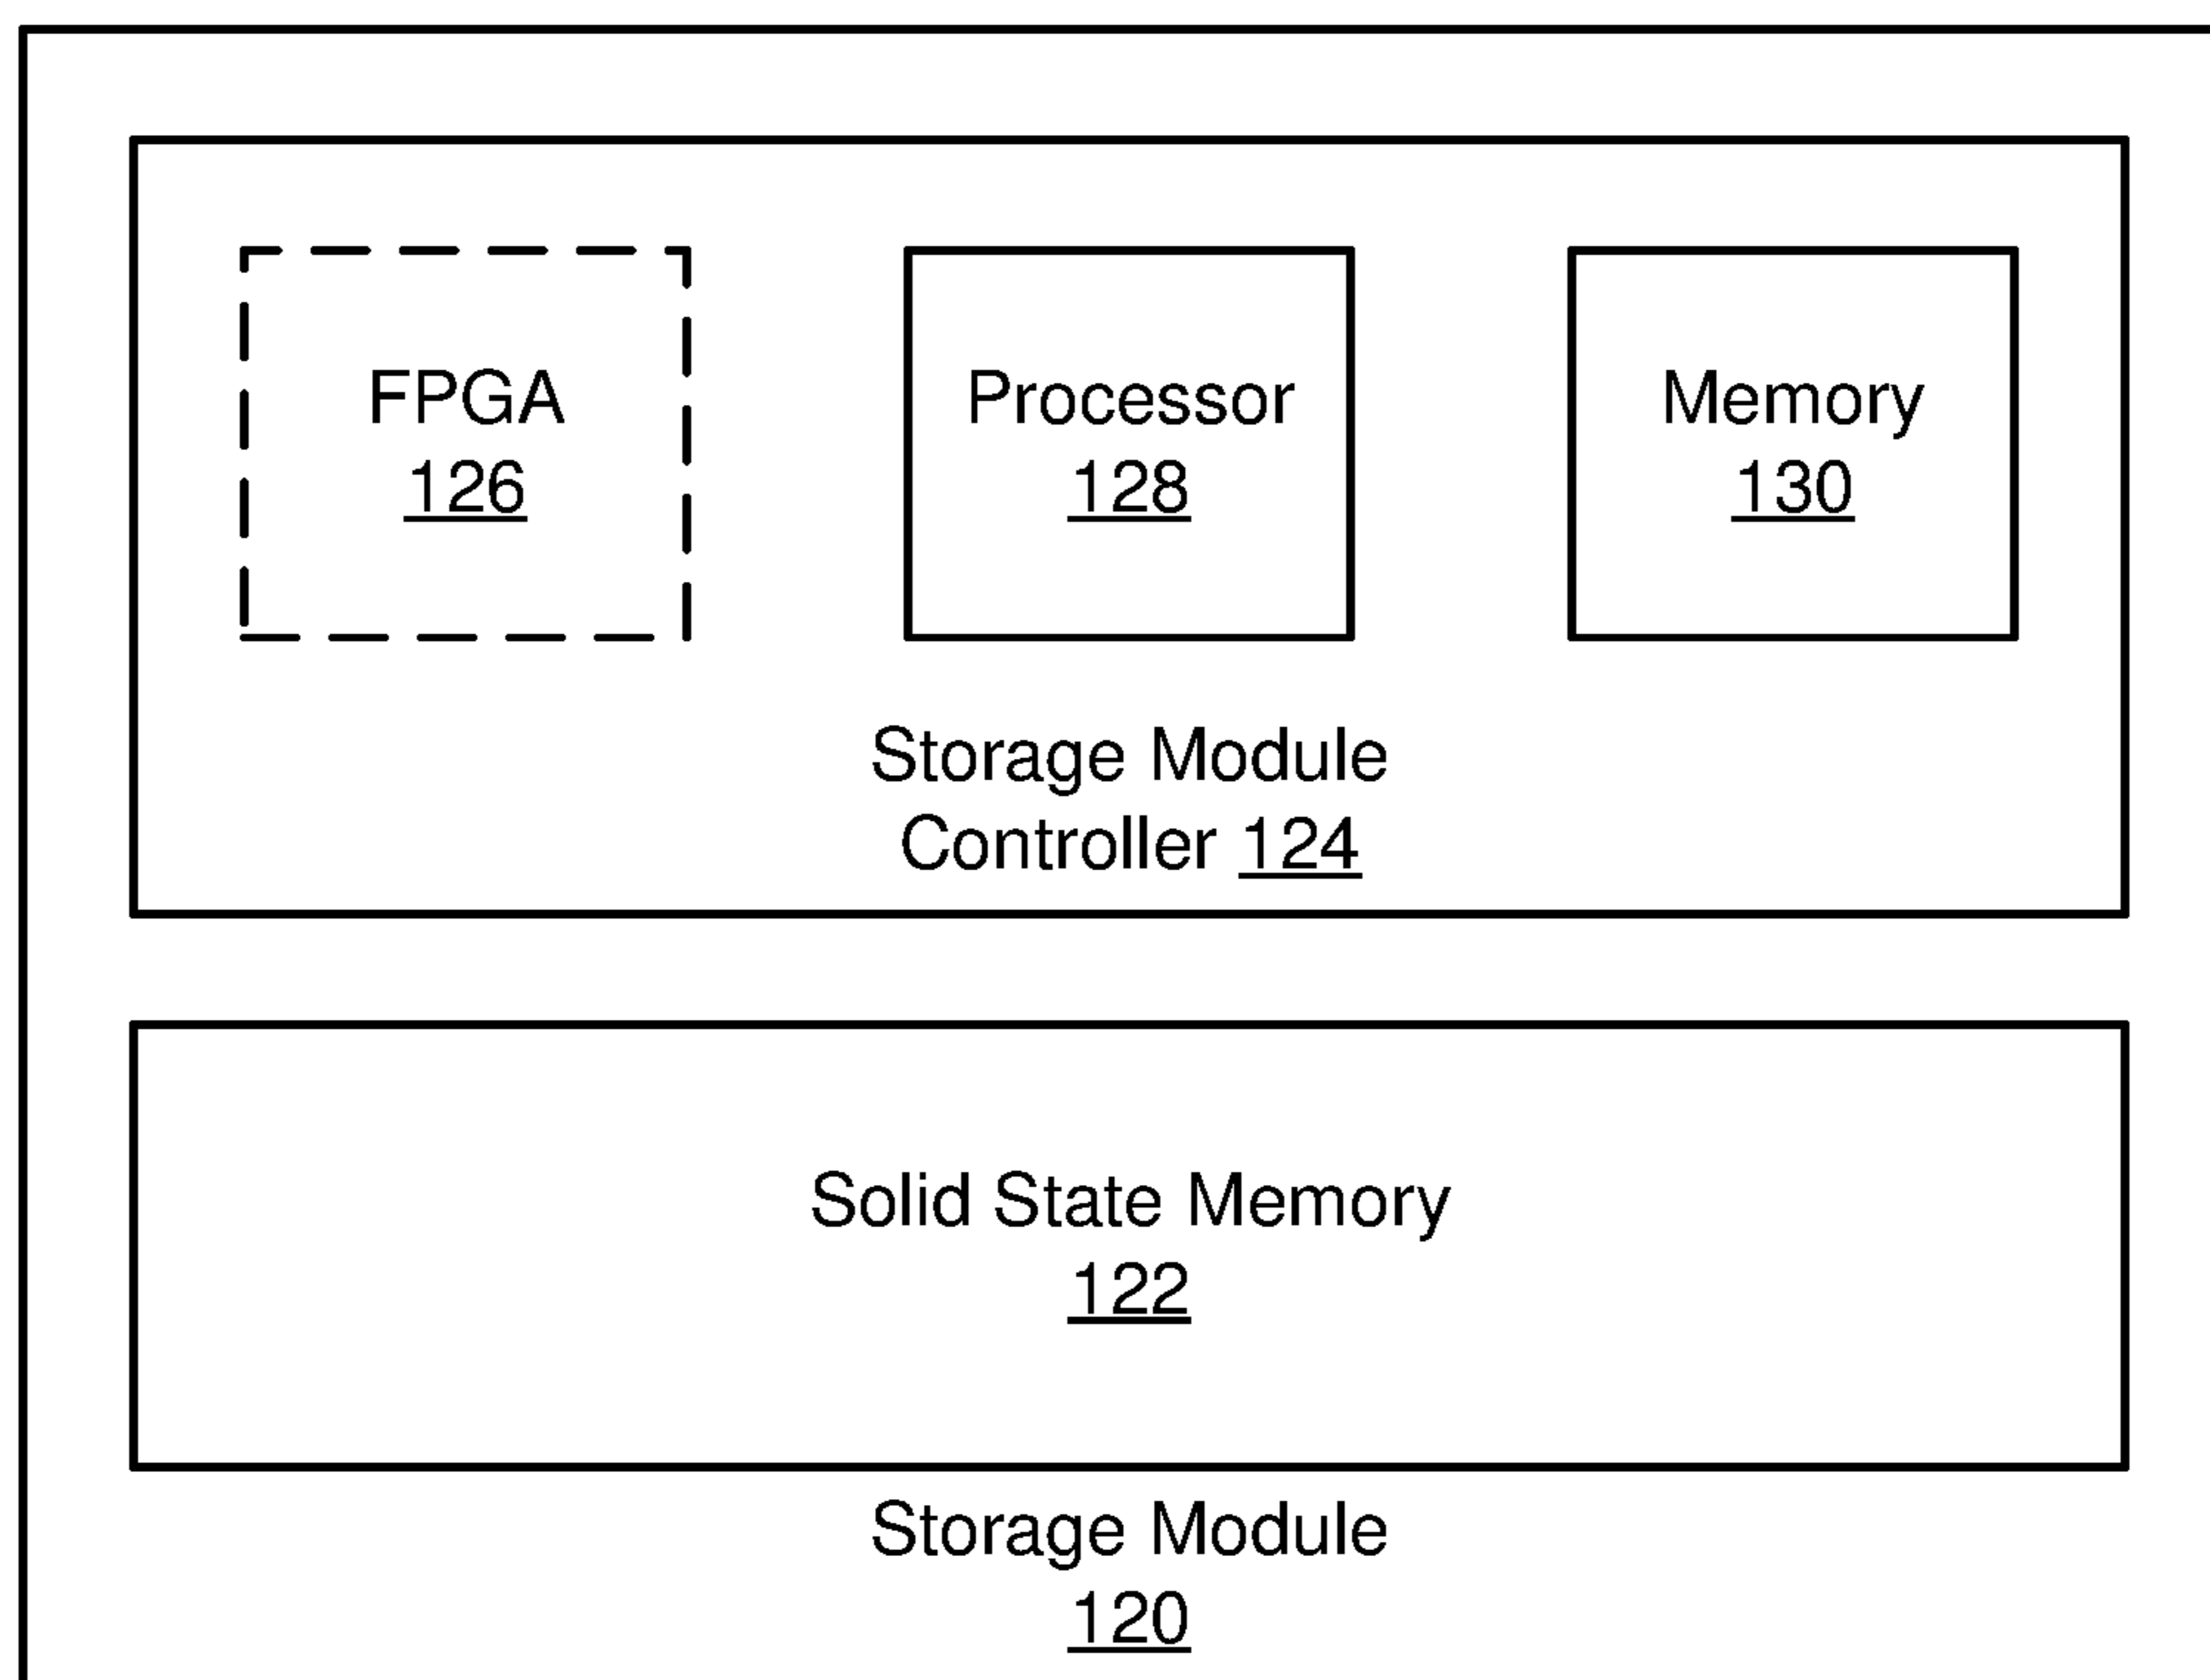 FPGA
126
Processor
128
Memory
130
Storage Module
Controller 124
Solid State Memory
122
Storage Module
120